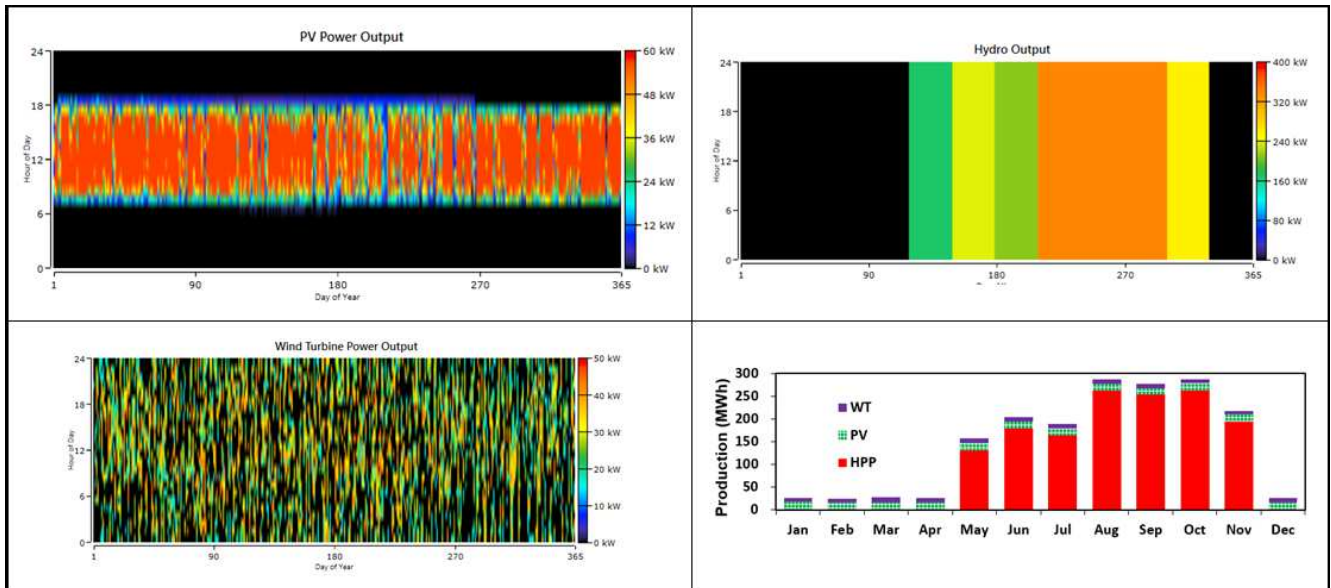 PV Power Output
24
18
12
6
0
Hour of Day
1
90
180
270
365
Day of Year
60 kW
48 kW
36 kW
24 kW
12 kW
0 kW
Hydro Output
24
18
12
6
0
Hour of Day
1
90
180
270
365
400 kW
320 kW
240 kW
160 kW
80 kW
0 kW
Wind Turbine Power Output
24
18
12
6
0
Hour of Day
1
90
180
270
365
Day of Year
50 kW
40 kW
30 kW
20 kW
10 kW
0 kW
Production (MWh)
300
250
200
150
100
50
0
WT
PV
HPP
Jan Feb Mar Apr May Jun Jul Aug Sep Oct Nov Dec